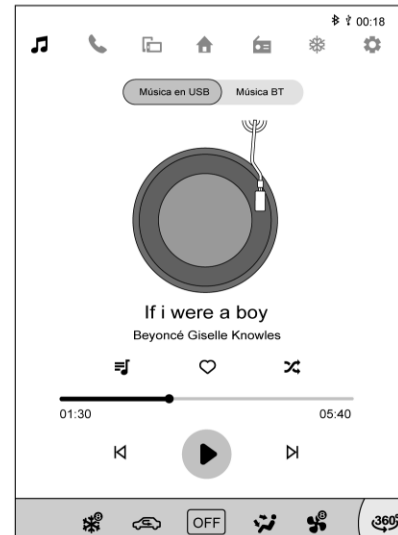 00:18
Música en USB Música BT
If i were a boy
Beyoncé Giselle Knowles
01:30 05:40
OFF 360°